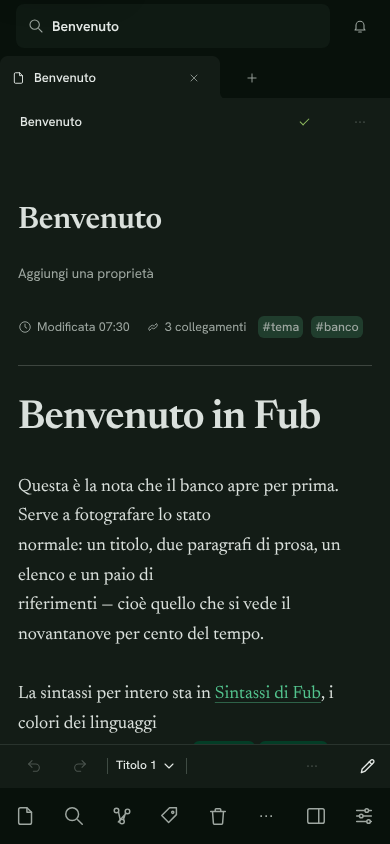 Benvenuto
Benvenuto
Benvenuto
Benvenuto
Aggiungi una proprietà
Modificata 07:30 3 collegamenti #tema #banco
Benvenuto in Fub
Questa è la nota che il banco apre per prima.
Serve a fotografare lo stato
normale: un titolo, due paragrafi di prosa, un
elenco e un paio di
riferimenti — cioè quello che si vede il
novantanove per cento del tempo.
La sintassi per intero sta in Sintassi di Fub, i
colori dei linguaggi
Titolo 1